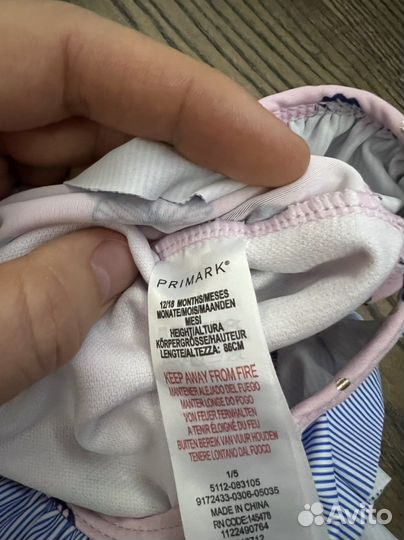 PRIMARK®
12/18 MONTHS/MESES
MONATE/MOIS/MAANDEN
MESI
HEIGHT/ALTURA
KÖRPERGRÖSSE/HAUTEUR
LENGTE/ALTEZZA: 86CM
KEEP AWAY FROM FIRE
MANTENER ALEJADO DEL FUEGO
MANTER LONGE DO FOGO
VON FEUER FERNHALTEN
A TENIR ÉLOIGNÉ DU FEU
BUITEN BEREIK VAN VUUR HOUDEN
TENERE LONTANO DAL FUOCO
1/5
5112-083105
9172433-0306-05035
MADE IN CHINA
RN CODE:145478
1122490764
Avito